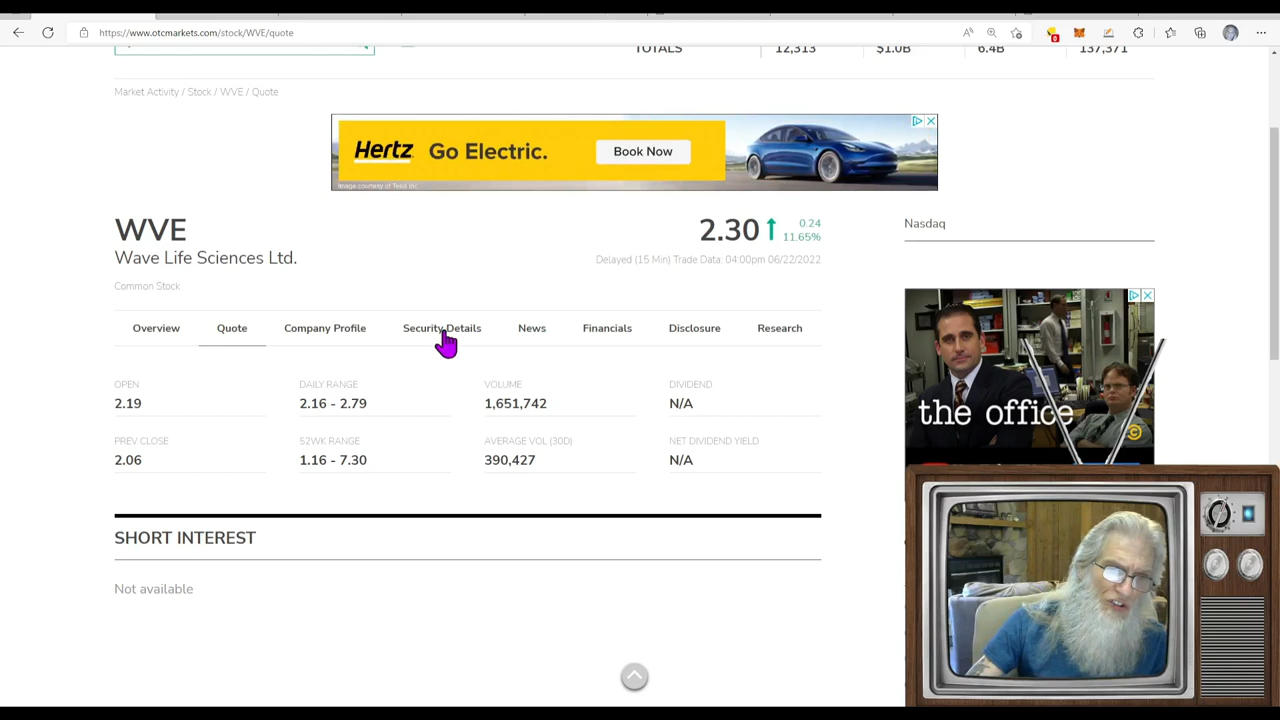 https://www.otcmarkets.com/stock/WVE/quote
TOTALS 12,313 $1.0B 6.4B 137,371
Market Activity / Stock / WVE / Quote
Hertz Go Electric. Book Now
Image courtesy of Tesla Inc.
WVE
2.30 0.24
11.65%
Nasdaq
Wave Life Sciences Ltd.
Delayed (15 Min) Trade Data: 04:00pm 06/22/2022
Common Stock
Overview Quote Company Profile Security Details News Financials Disclosure Research
OPEN DAILY RANGE VOLUME DIVIDEND
2.19 2.16 - 2.79 1,651,742 N/A
PREV CLOSE 52WK RANGE AVERAGE VOL (30D) NET DIVIDEND YIELD
2.06 1.16 - 7.30 390,427 N/A
the office
SHORT INTEREST
Not available